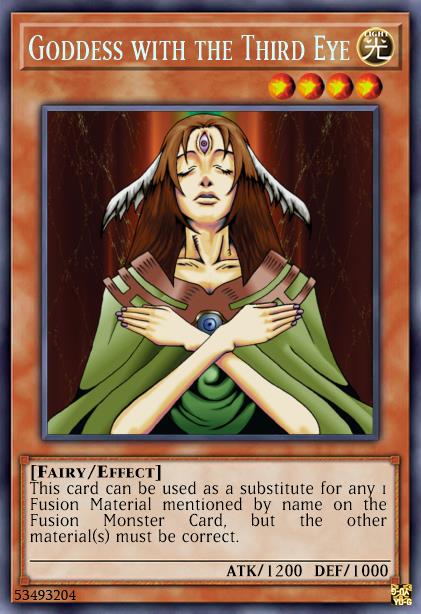 GODDESS WITH THE THIRD EYE
LIGHT
光
[FAIRY/EFFECT]
This card can be used as a substitute for any 1
Fusion Material mentioned by name on the
Fusion Monster Card, but the other
material(s) must be correct.
ATK/1200 DEF/1000
53493204